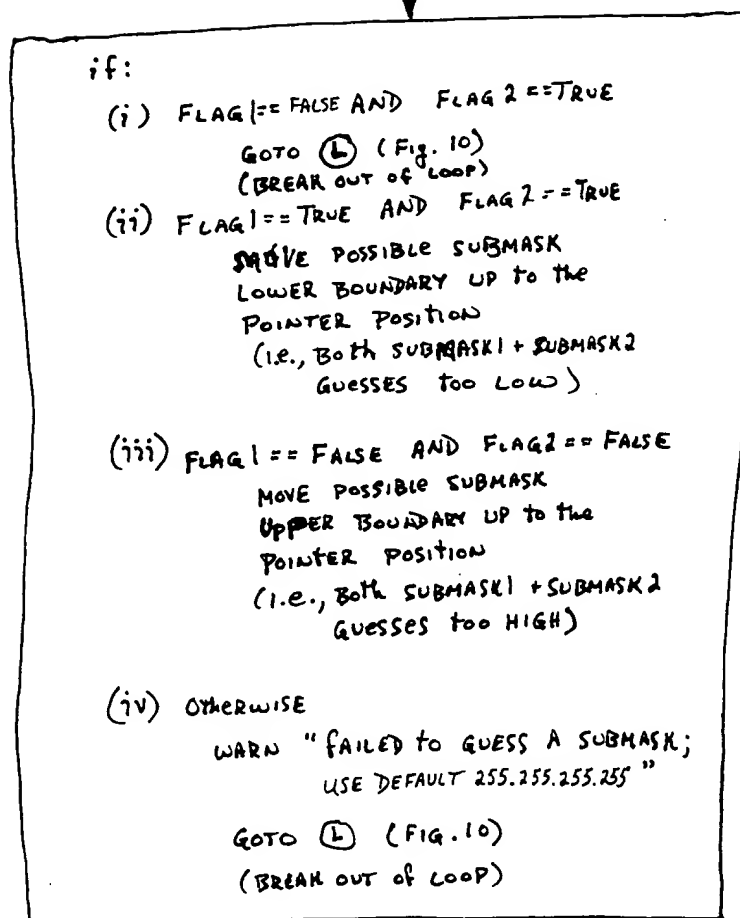 if:
(i) FLAG1 == FALSE AND FLAG 2 == TRUE
GOTO (L) (Fig. 10)
(BREAK OUT OF LOOP)
(ii) FLAG1 == TRUE AND FLAG2 == TRUE
MOVE POSSIBLE SUBMASK
LOWER BOUNDARY UP to the
POINTER POSITION
(i.e., Both SUBMASK1 + SUBMASK2
GUESSES too LOW)
(iii) FLAG1 == FALSE AND FLAG2 == FALSE
MOVE POSSIBLE SUBMASK
UPPER BOUNDARY UP to the
POINTER POSITION
(i.e., Both SUBMASK1 + SUBMASK2
GUESSES too HIGH)
(iv) OTHERWISE
WARN "FAILED to GUESS A SUBMASK;
USE DEFAULT 255.255.255.255"
GOTO (L) (FIG. 10)
(BREAK OUT OF LOOP)